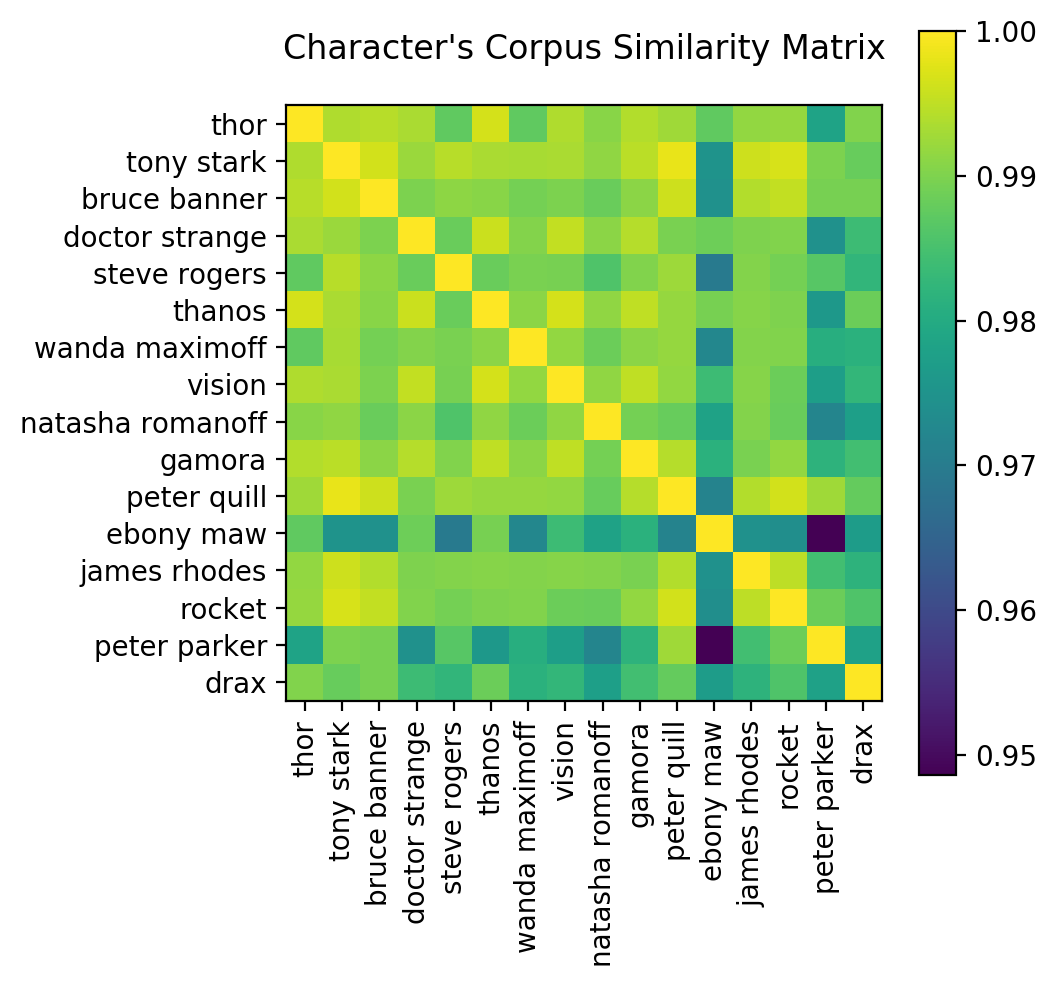 Character's Corpus Similarity Matrix
thor
tony stark
bruce banner
doctor strange
steve rogers
thanos
wanda maximoff
vision
natasha romanoff
gamora
peter quill
ebony maw
james rhodes
rocket
peter parker
drax
thor
tony stark
bruce banner
doctor strange
steve rogers
thanos
wanda maximoff
vision
natasha romanoff
gamora
peter quill
ebony maw
james rhodes
rocket
peter parker
drax
1.00
0.99
0.98
0.97
0.96
0.95